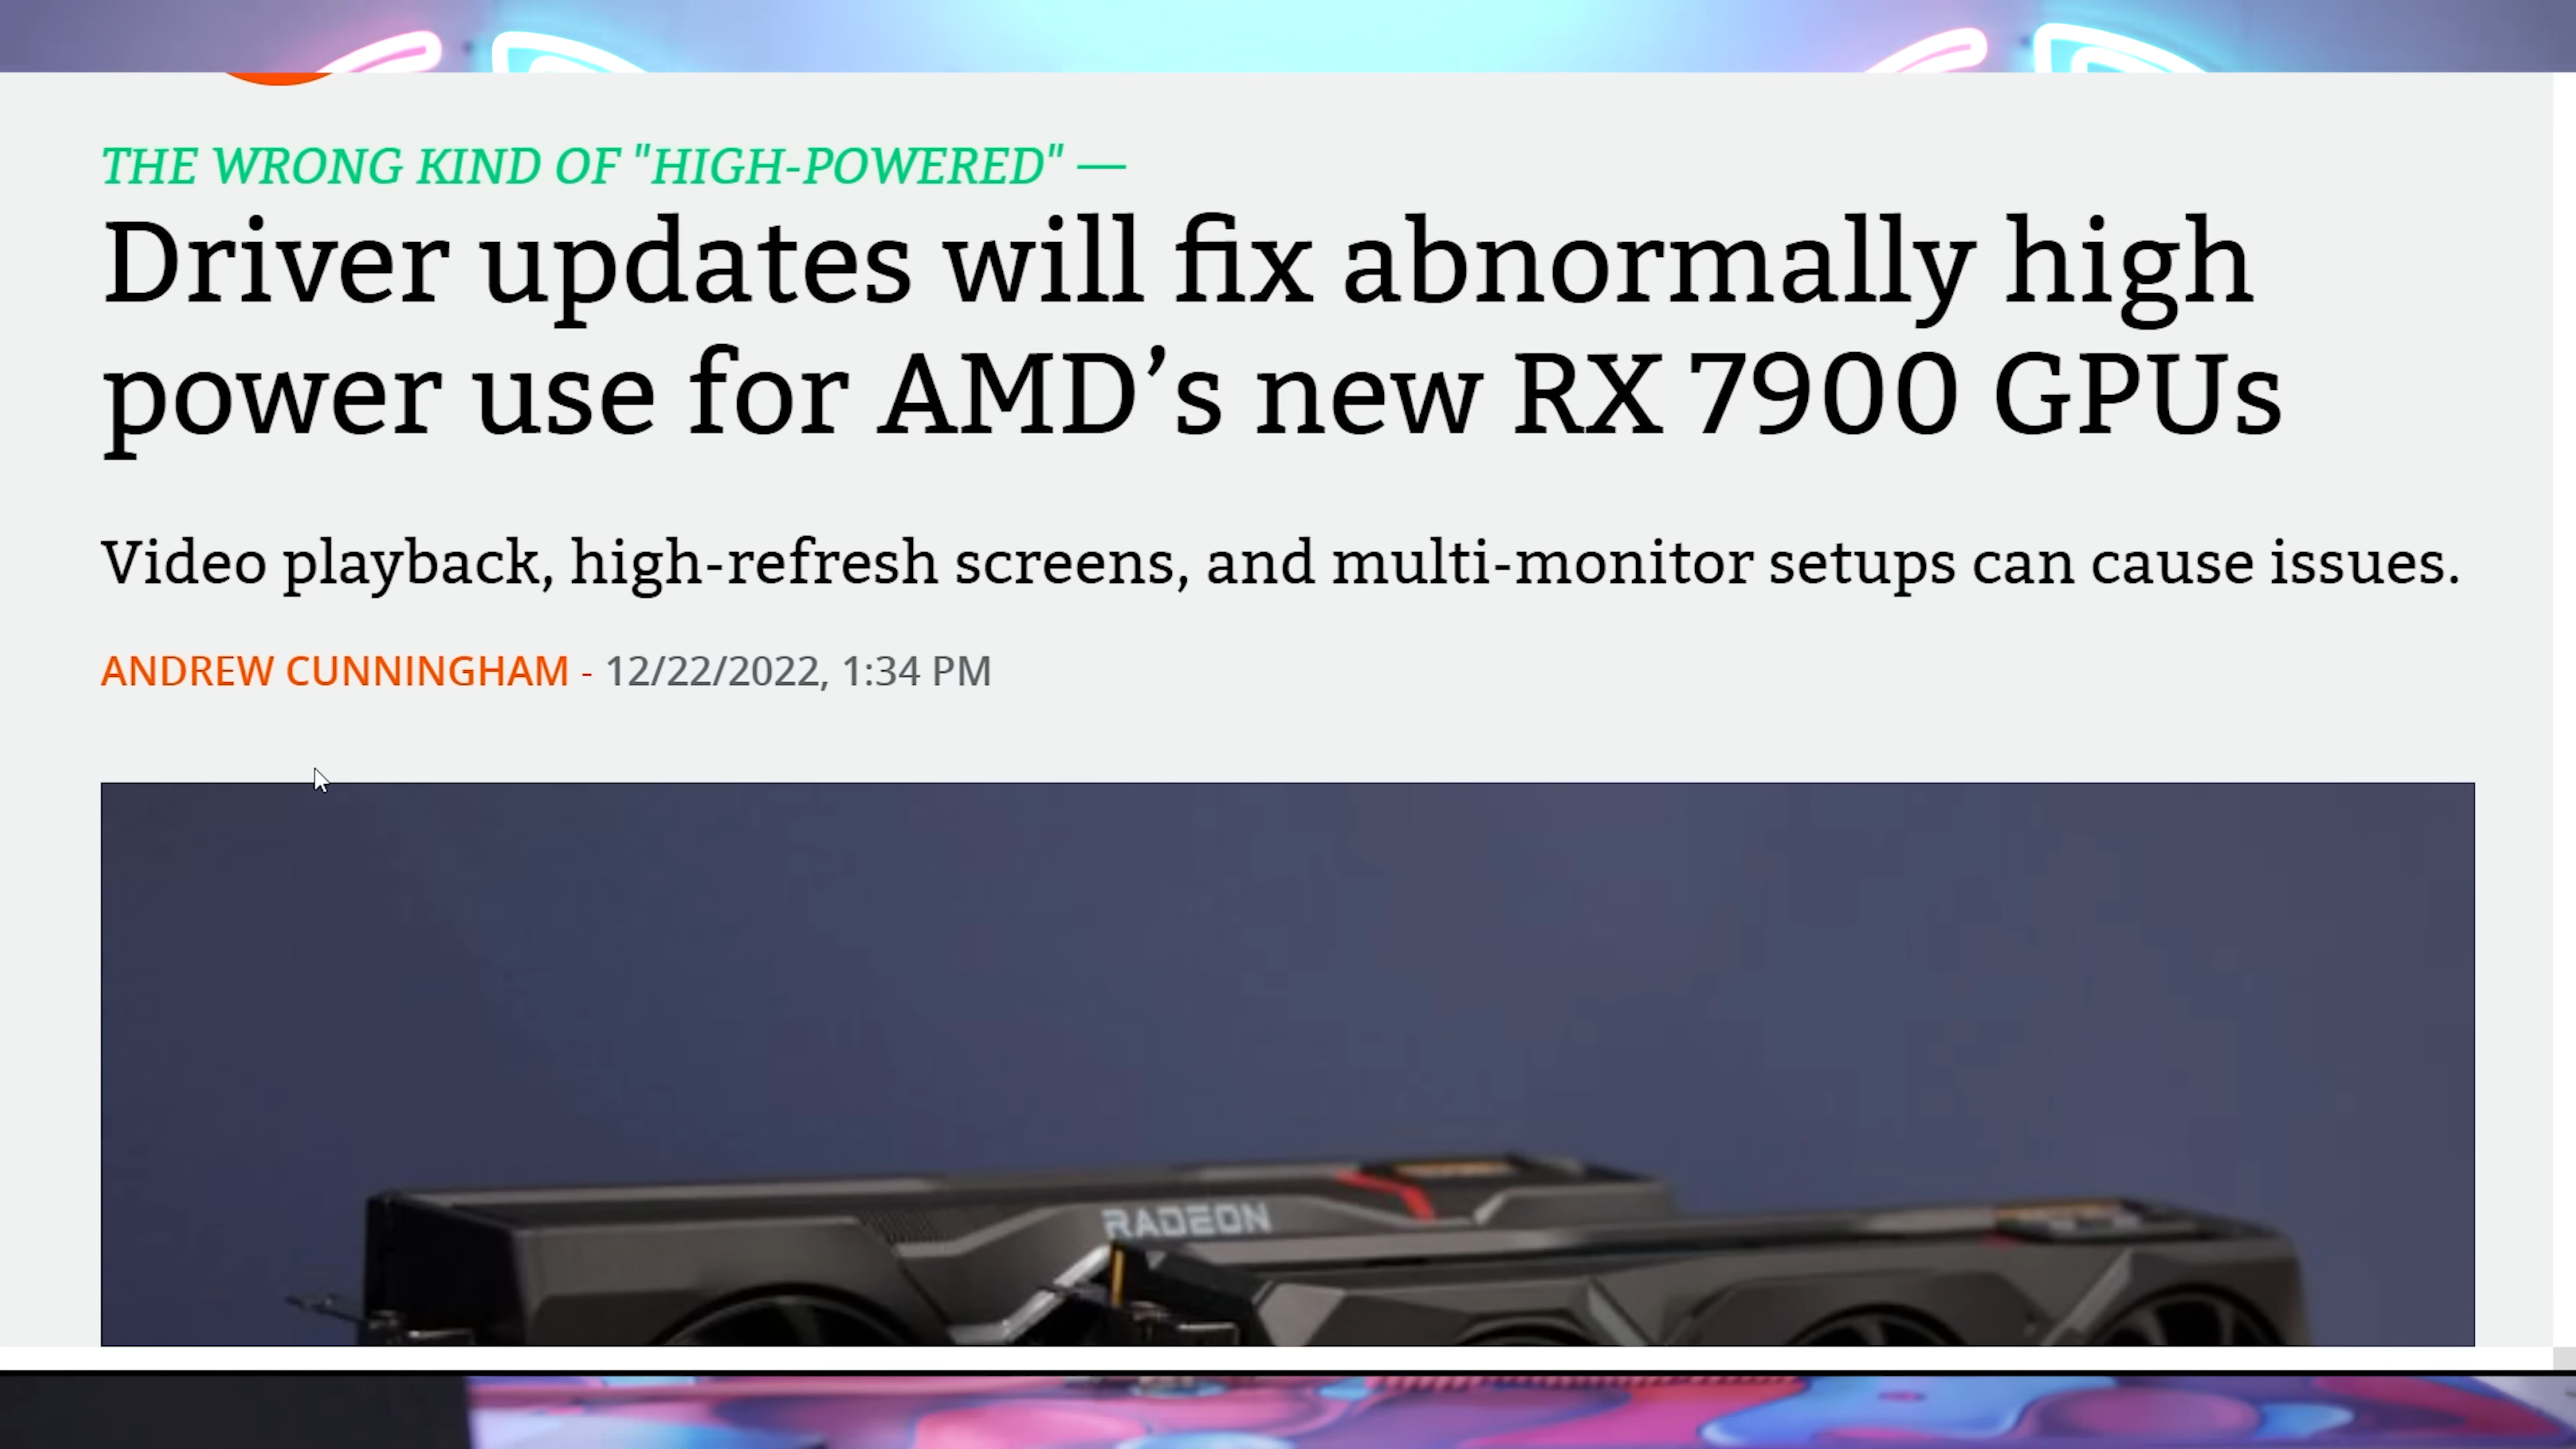 THE WRONG KIND OF "HIGH-POWERED" —
Driver updates will fix abnormally high
power use for AMD’s new RX 7900 GPUs
Video playback, high-refresh screens, and multi-monitor setups can cause issues.
ANDREW CUNNINGHAM - 12/22/2022, 1:34 PM
RADEON